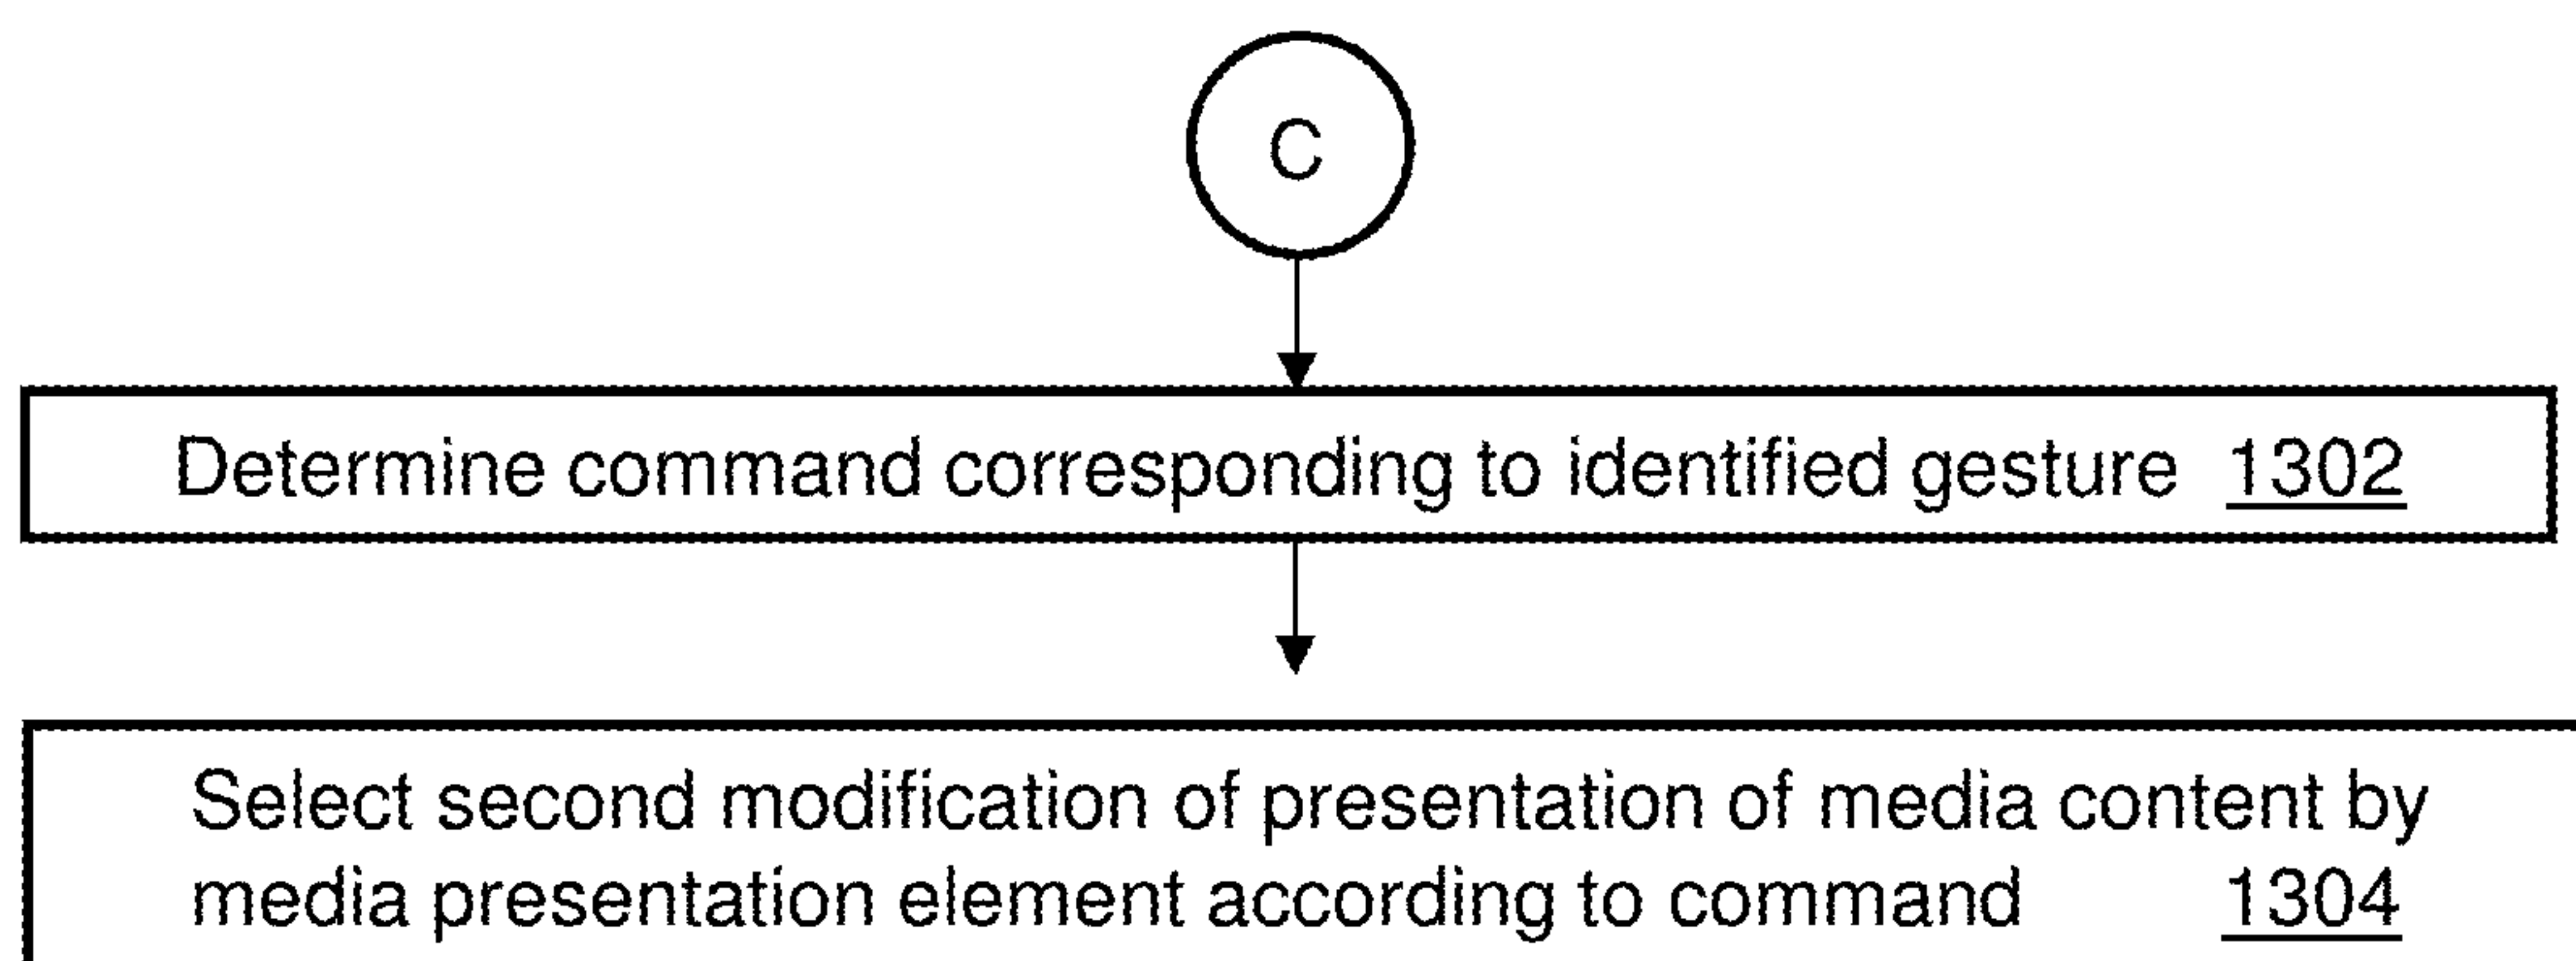 C
Determine command corresponding to identified gesture 1302
Select second modification of presentation of media content by
media presentation element according to command 1304